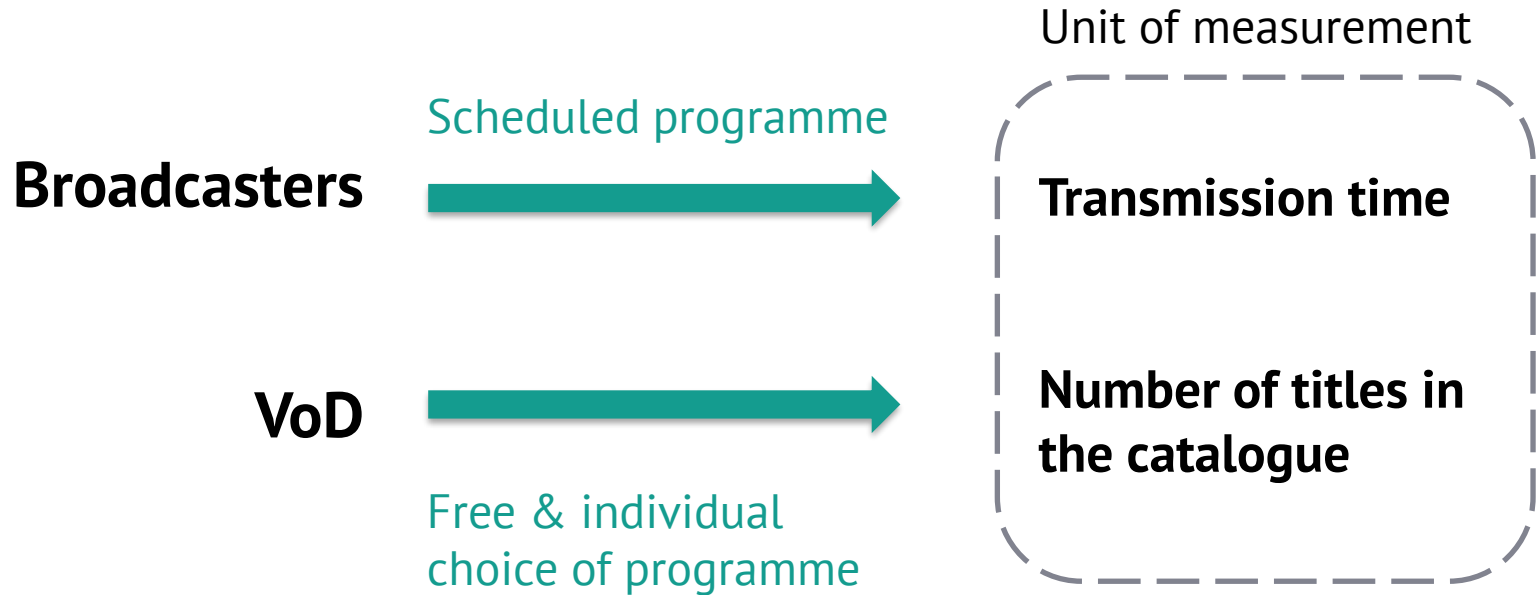 Unit of measurement
Scheduled programme
Broadcasters
Transmission time
VoD
Number of titles in
the catalogue
Free & individual
choice of programme